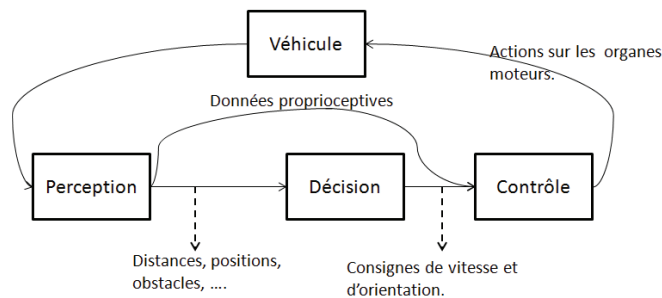 Véhicule
Actions sur les organes
moteurs.
Données proprioceptives
Perception
Décision
Contrôle
Distances, positions,
obstacles, ….
Consignes de vitesse et
d’orientation.